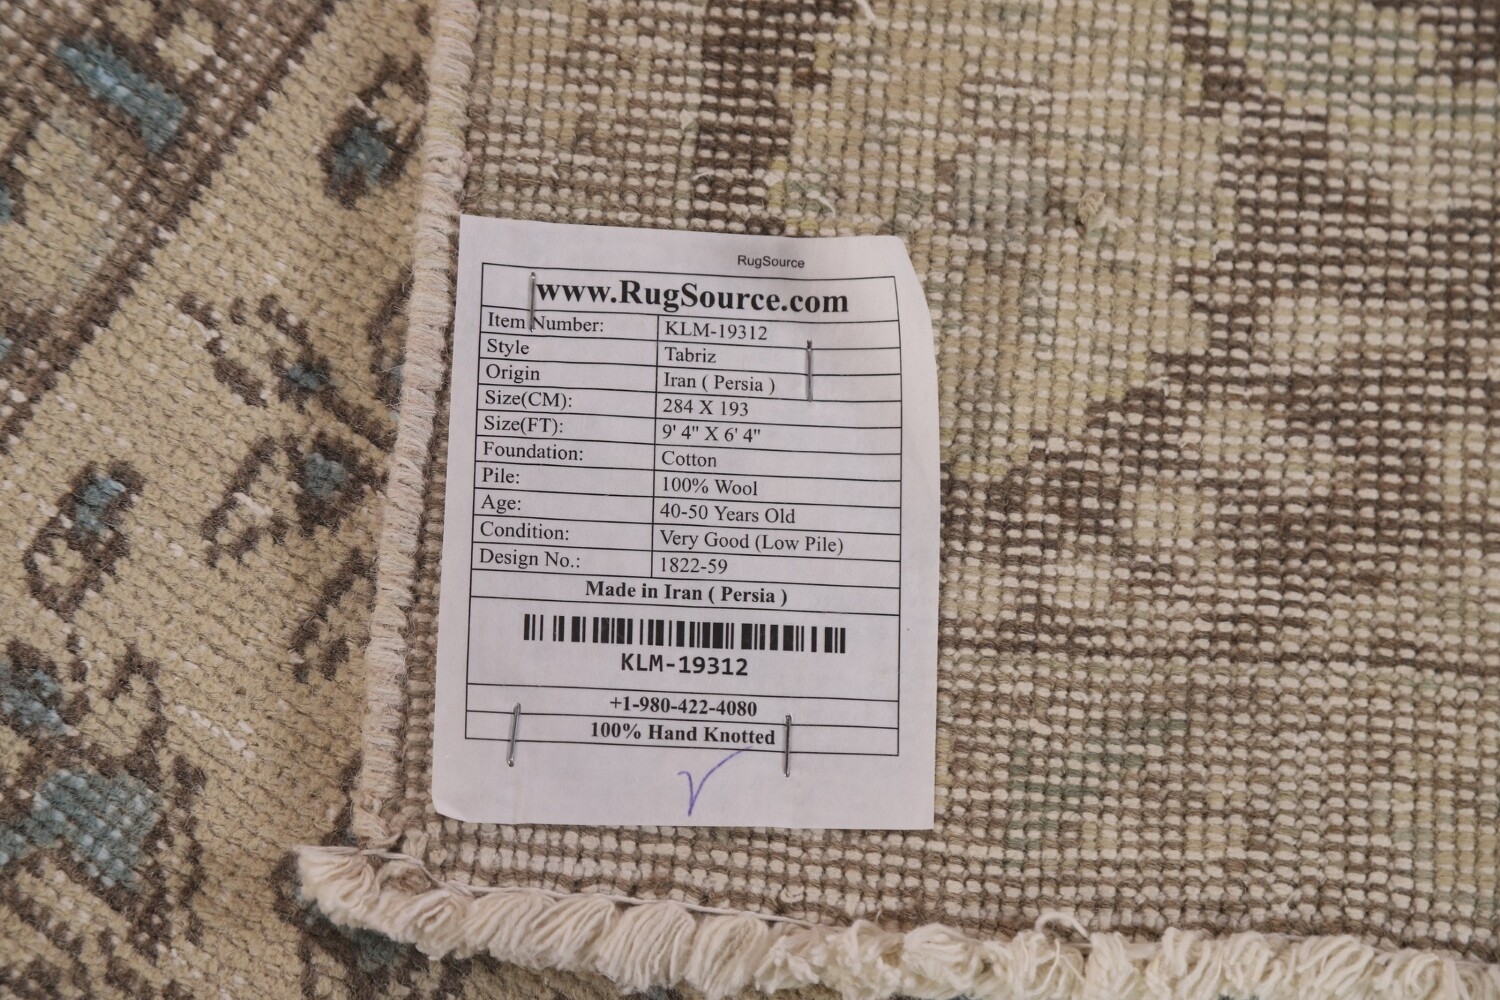 RugSource
www.RugSource.com
Item Number: KLM-19312
Style Tabriz
Origin Iran ( Persia )
Size(CM): 284 X 193
Size(FT): 9' 4" X 6' 4"
Foundation: Cotton
Pile: 100% Wool
Age: 40-50 Years Old
Condition: Very Good (Low Pile)
Design No.: 1822-59
Made in Iran ( Persia )
KLM-19312
+1-980-422-4080
100% Hand Knotted